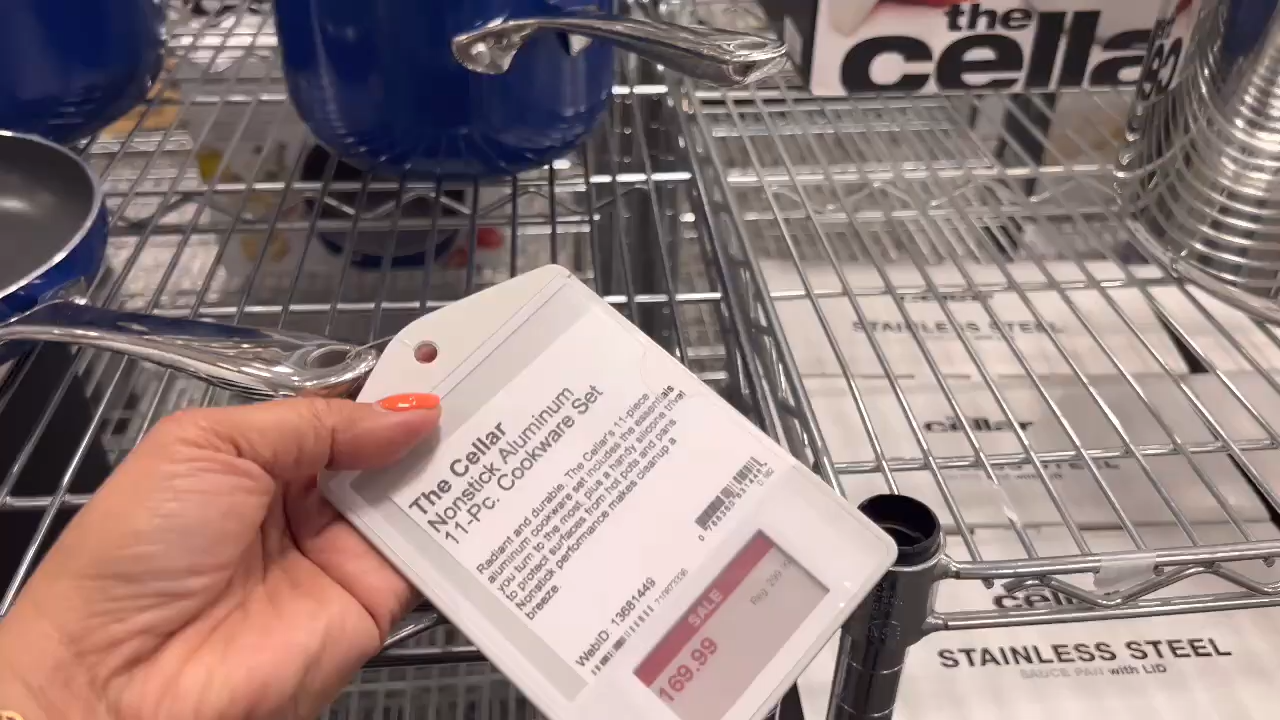 the
cella
STAINLESS STEEL
cellar
The Cellar
Nonstick Aluminum
11-Pc. Cookware Set
Radiant and durable. The Cellar's 11-piece
aluminum cookware set includes the essentials
you turn to the most, plus a handy silicone trivet
to protect surfaces from hot pots and pans
Nonstick performance makes cleanup a
breeze.
WebID: 13681449
SALE
Reg.
169.99
cellar
STAINLESS STEEL
SAUCE PAN with LID